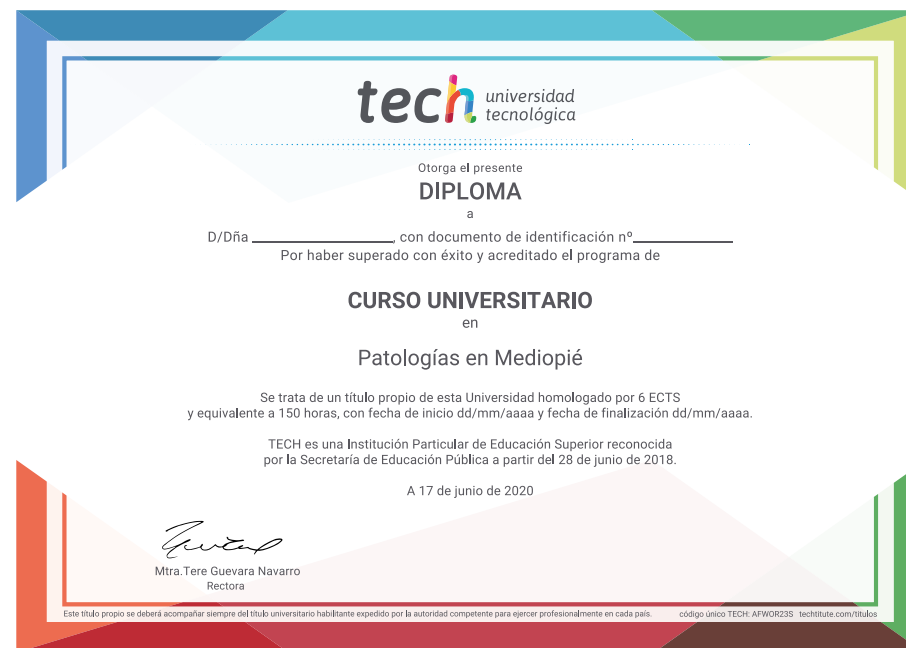 tech universidad
tecnológica
Otorga el presente
DIPLOMA
a
D/Dña ____________________, con documento de identificación nº______________
Por haber superado con éxito y acreditado el programa de
CURSO UNIVERSITARIO
en
Patologías en Mediopié
Se trata de un título propio de esta Universidad homologado por 6 ECTS
y equivalente a 150 horas, con fecha de inicio dd/mm/aaaa y fecha de finalización dd/mm/aaaa.
TECH es una Institución Particular de Educación Superior reconocida
por la Secretaría de Educación Pública a partir del 28 de junio de 2018.
A 17 de junio de 2020
Mtra.Tere Guevara Navarro
Rectora
Este título propio se deberá acompañar siempre del título universitario habilitante expedido por la autoridad competente para ejercer profesionalmente en cada país. código único TECH: AFWOR23S techtitute.com/titulos